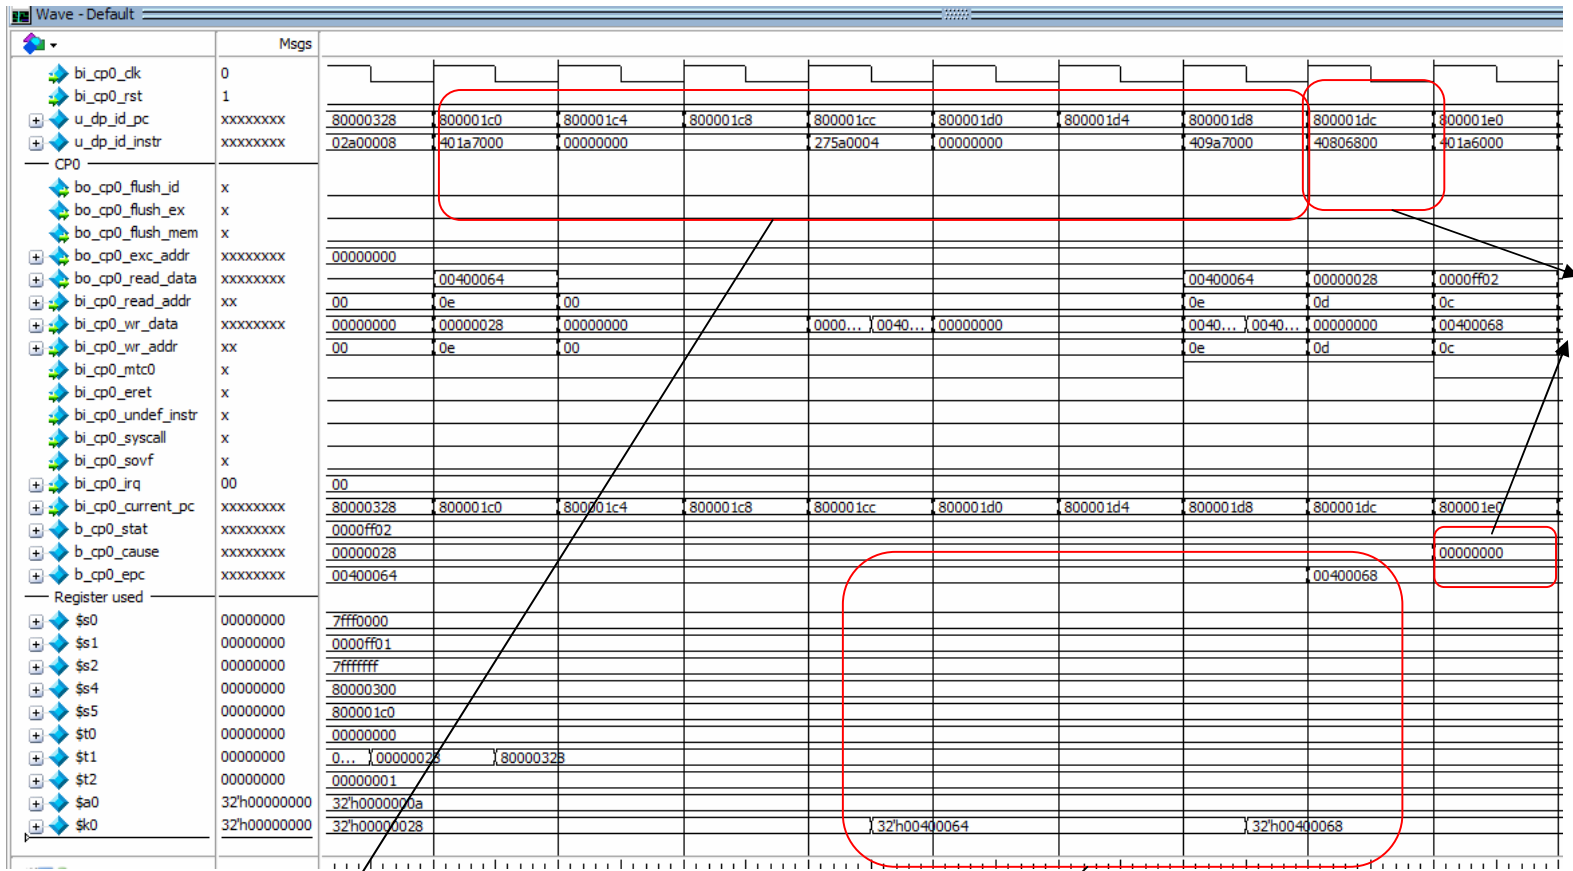 Wave - Default
Msgs
bi_cp0_clk 0
bi_cp0_rst 1
u_dp_id_pc xxxxxxxx 80000328 800001c0 800001c4 800001c8 800001cc 800001d0 800001d4 800001d8 800001dc 800001e0
u_dp_id_instr xxxxxxxx 02a00008 401a7000 00000000 275a0004 00000000 409a7000 40806800 401a6000
CP0
bo_cp0_flush_id x
bo_cp0_flush_ex x
bo_cp0_flush_mem x
bo_cp0_exc_addr xxxxxxxx 00000000
bo_cp0_read_data xxxxxxxx 00400064 00400064 00000028 0000ff02
bi_cp0_read_addr xx 00 0e 00 0e 0d 0c
bi_cp0_wr_data xxxxxxxx 00000000 00000028 00000000 0000... 0040... 00000000 0040... 0040... 00000000 00400068
bi_cp0_wr_addr xx 00 0e 00 0e 0d 0c
bi_cp0_mtc0 x
bi_cp0_eret x
bi_cp0_undef_instr x
bi_cp0_syscall x
bi_cp0_sovf x
bi_cp0_irq 00 00
bi_cp0_current_pc xxxxxxxx 80000328 800001c0 800001c4 800001c8 800001cc 800001d0 800001d4 800001d8 800001dc 800001e0
b_cp0_stat xxxxxxxx 0000ff02
b_cp0_cause xxxxxxxx 00000028 00000000
b_cp0_epc xxxxxxxx 00400064 00400068
Register used
$s0 00000000 7fff0000
$s1 00000000 0000ff01
$s2 00000000 7fffffff
$s4 00000000 80000300
$s5 00000000 800001c0
$t0 00000000 00000000
$t1 00000000 0... 00000028 80000328
$t2 00000000 00000001
$a0 32'h00000000 32'h0000000a
$k0 32'h00000000 32'h00000028 32'h00400064 32'h00400068